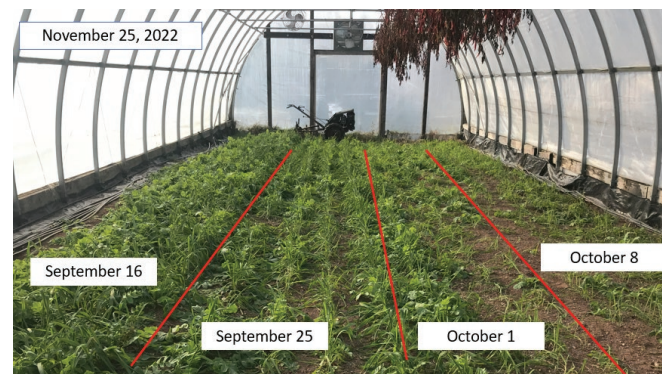 November 25, 2022
September 16
October 8
September 25
October 1